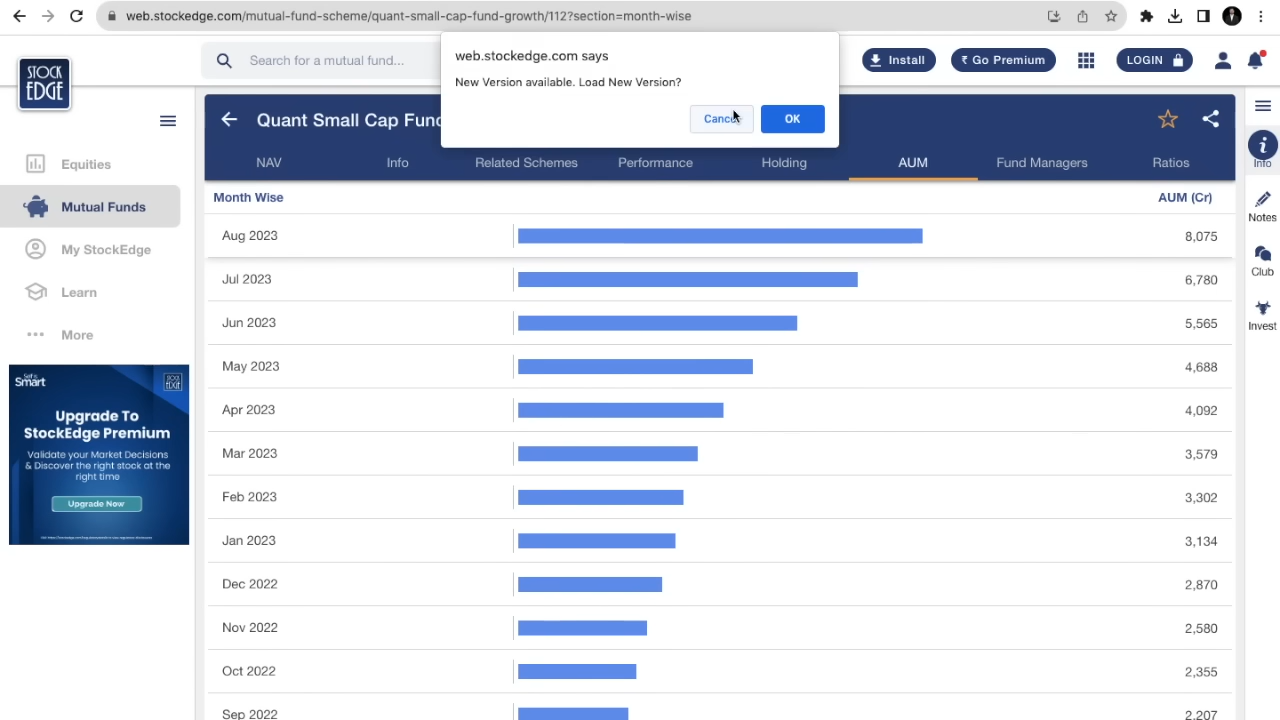 web.stockedge.com/mutual-fund-scheme/quant-small-cap-fund-growth/112?section=month-wise
web.stockedge.com says
New Version available. Load New Version?
Cancel
OK
STOCK
EDGE
Search for a mutual fund...
Install
₹ Go Premium
LOGIN
Equities
Mutual Funds
My StockEdge
Learn
More
Upgrade To
StockEdge Premium
Validate your Market Decisions
& Discover the right stock at the
right time
Upgrade Now
Quant Small Cap Fund
NAV
Info
Related Schemes
Performance
Holding
AUM
Fund Managers
Ratios
Month Wise AUM (Cr)
Aug 2023 8,075
Jul 2023 6,780
Jun 2023 5,565
May 2023 4,688
Apr 2023 4,092
Mar 2023 3,579
Feb 2023 3,302
Jan 2023 3,134
Dec 2022 2,870
Nov 2022 2,580
Oct 2022 2,355
Sep 2022 2,207
Info
Notes
Club
Invest